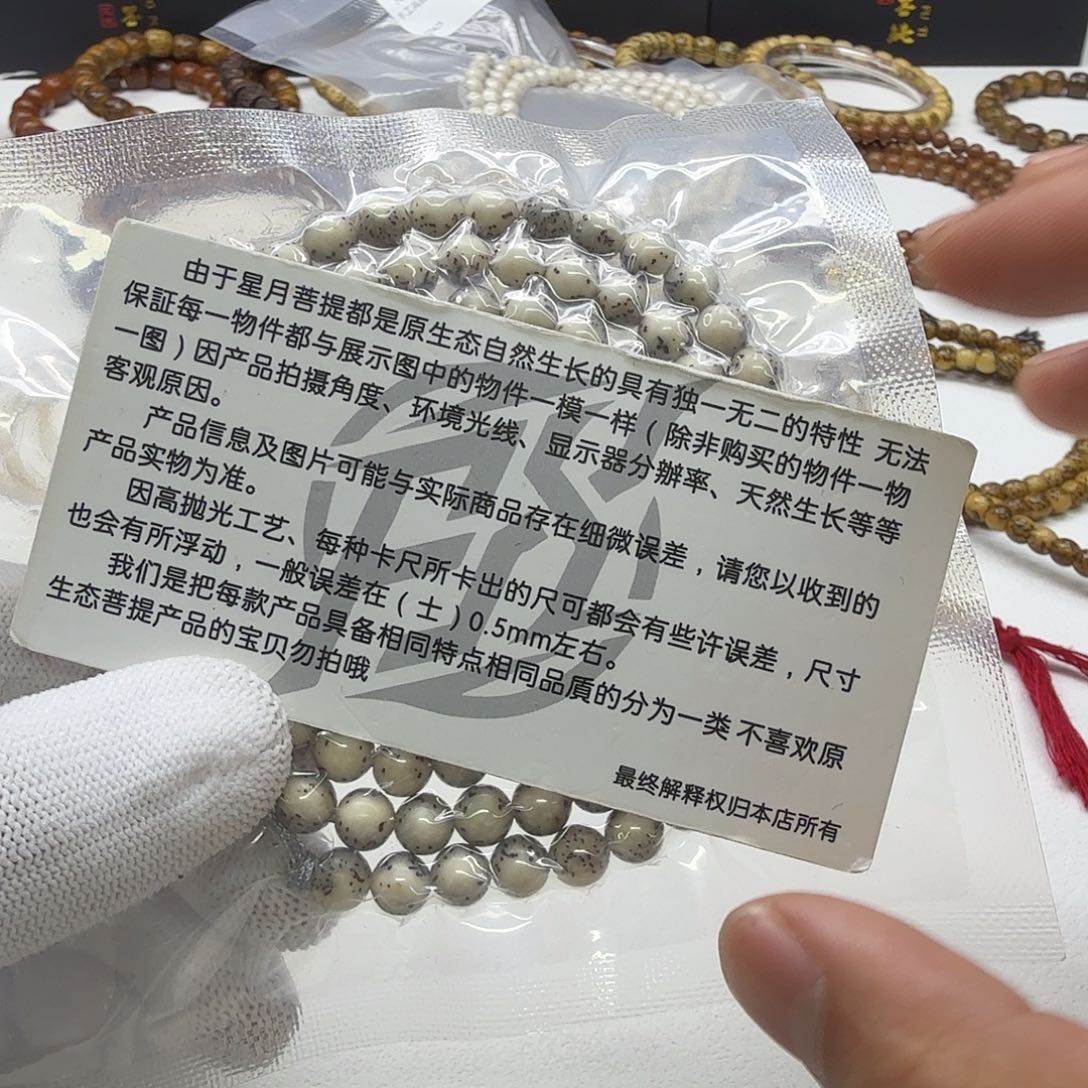 由于星月菩提都是原生态自然生长的具有独一无二的特性 无法
保証每一物件都与展示图中的物件一模一样（除非购买的物件一物
一图）因产品拍摄角度、环境光线、显示器分辨率、天然生长等等
客观原因。
产品信息及图片可能与实际商品存在细微误差，请您以收到的
产品实物为准。
因高抛光工艺、每种卡尺所卡出的尺可都会有些许误差，尺寸
也会有所浮动，一般误差在（士）0.5mm左右。
我们是把每款产品具备相同特点相同品質的分为一类 不喜欢原
生态菩提产品的宝贝勿拍哦
最终解释权归本店所有